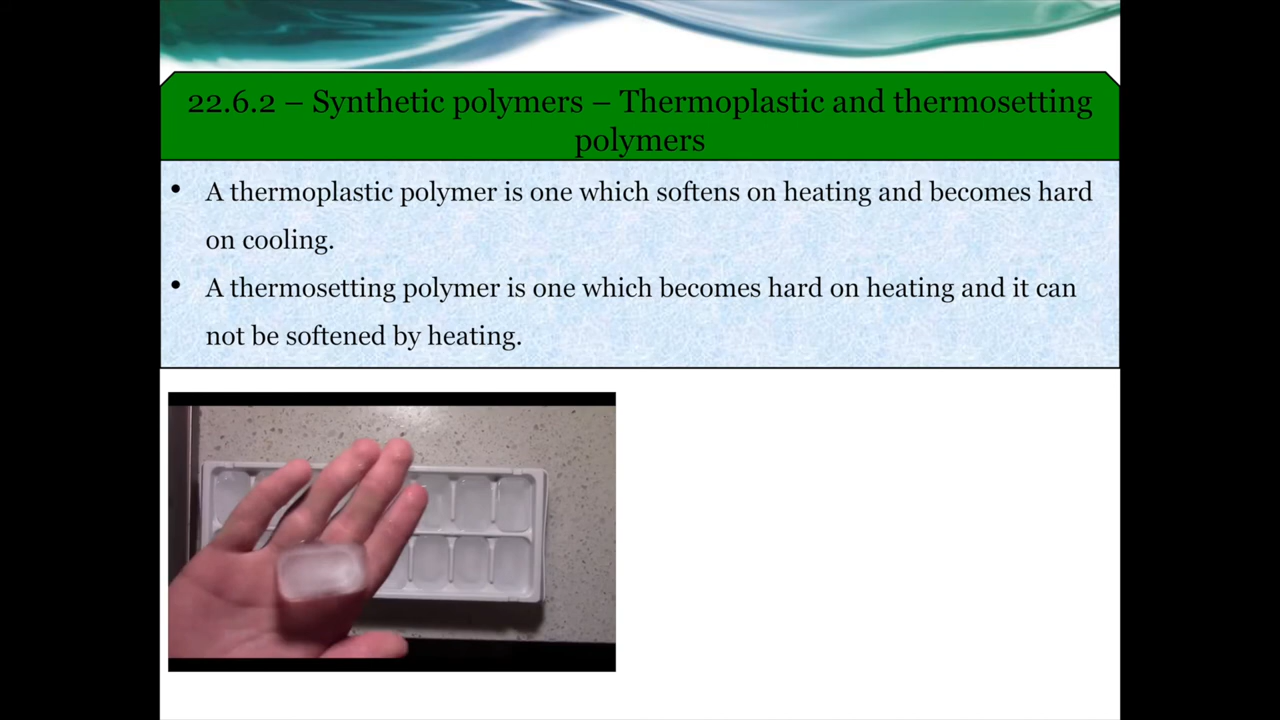 22.6.2 – Synthetic polymers – Thermoplastic and thermosetting
polymers
• A thermoplastic polymer is one which softens on heating and becomes hard
on cooling.
• A thermosetting polymer is one which becomes hard on heating and it can
not be softened by heating.